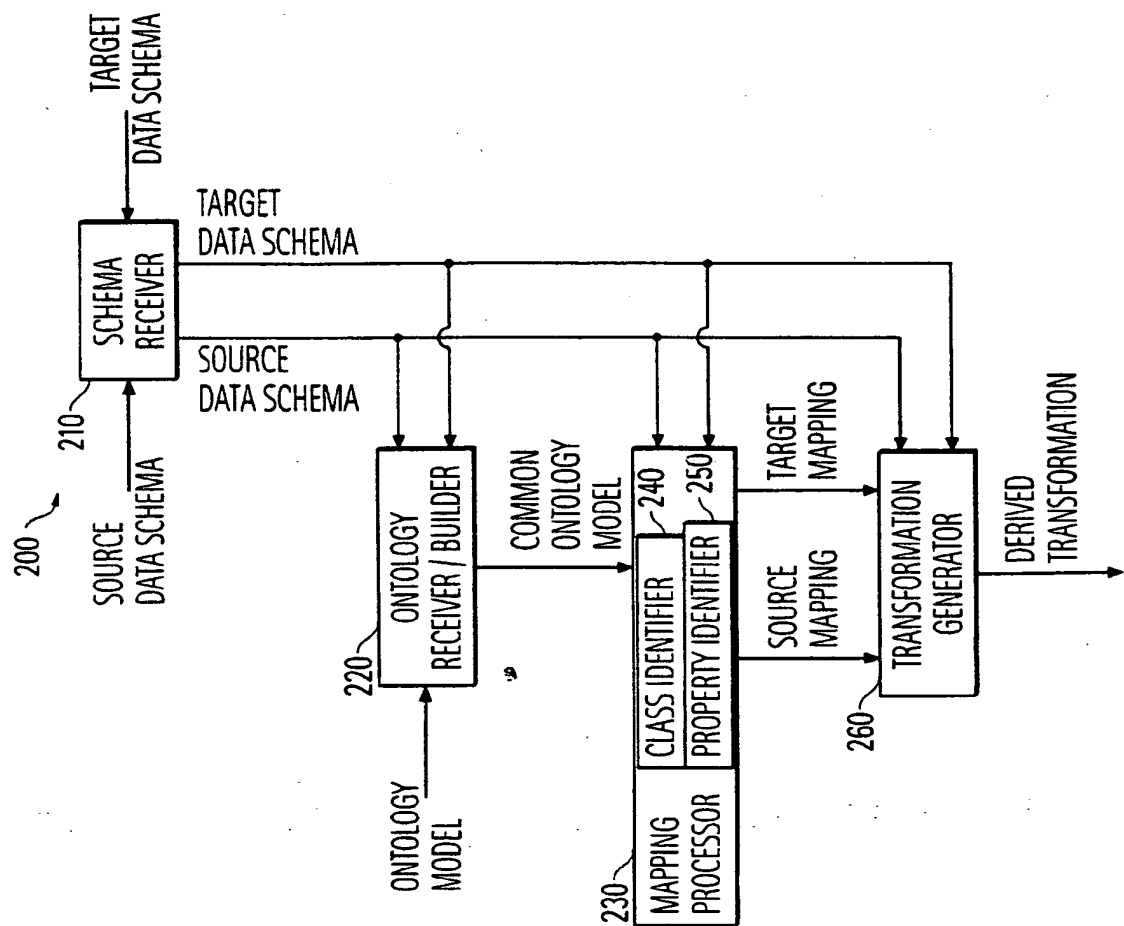 200
SOURCE
DATA SCHEMA
210
SCHEMA
RECEIVER
TARGET
DATA SCHEMA
SOURCE
DATA SCHEMA
TARGET
DATA SCHEMA
ONTOLOGY
MODEL
220
ONTOLOGY
RECEIVER / BUILDER
COMMON
ONTOLOGY
MODEL
230
MAPPING
PROCESSOR
CLASS IDENTIFIER
240
PROPERTY IDENTIFIER
250
SOURCE
MAPPING
TARGET
MAPPING
260
TRANSFORMATION
GENERATOR
DERIVED
TRANSFORMATION